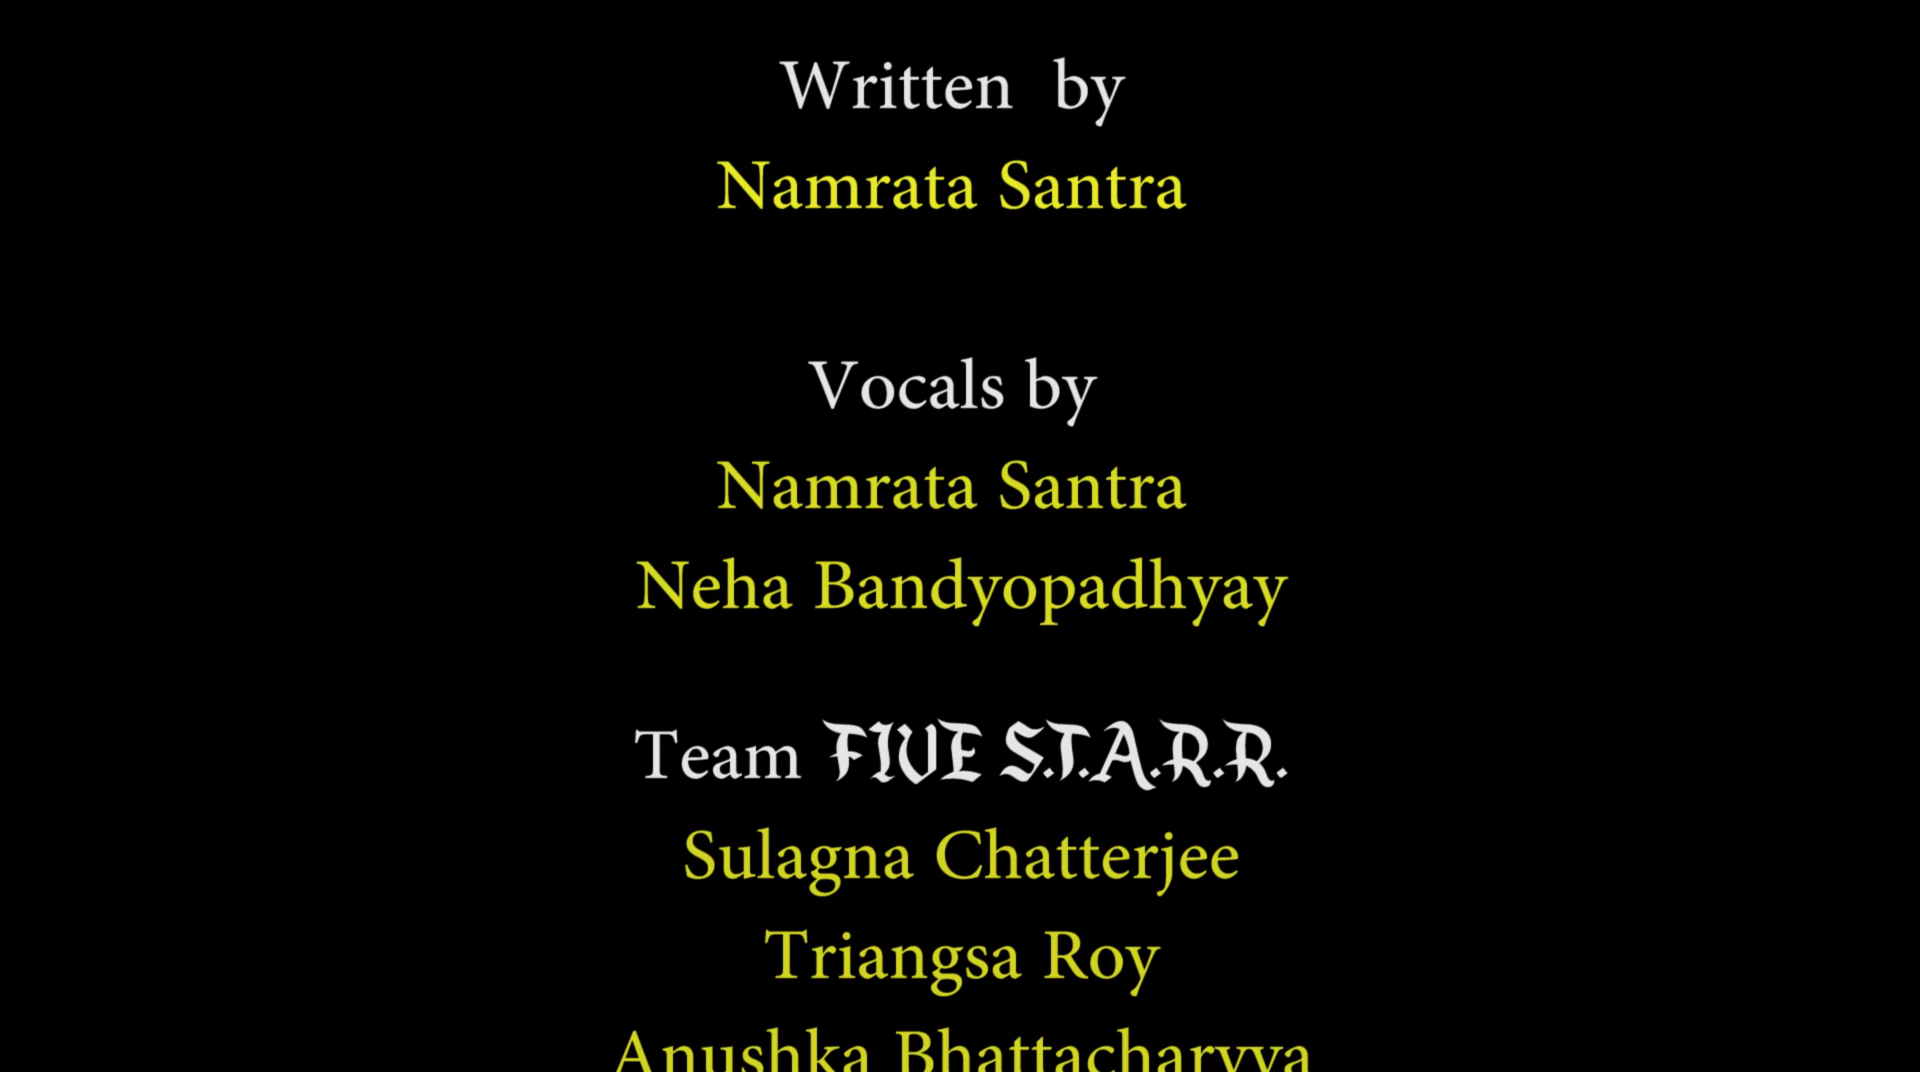 Written by
Namrata Santra
Vocals by
Namrata Santra
Neha Bandyopadhyay
Team FIVE S.T.A.R.R.
Sulagna Chatterjee
Triangsa Roy
Anushka Bhattacharyya